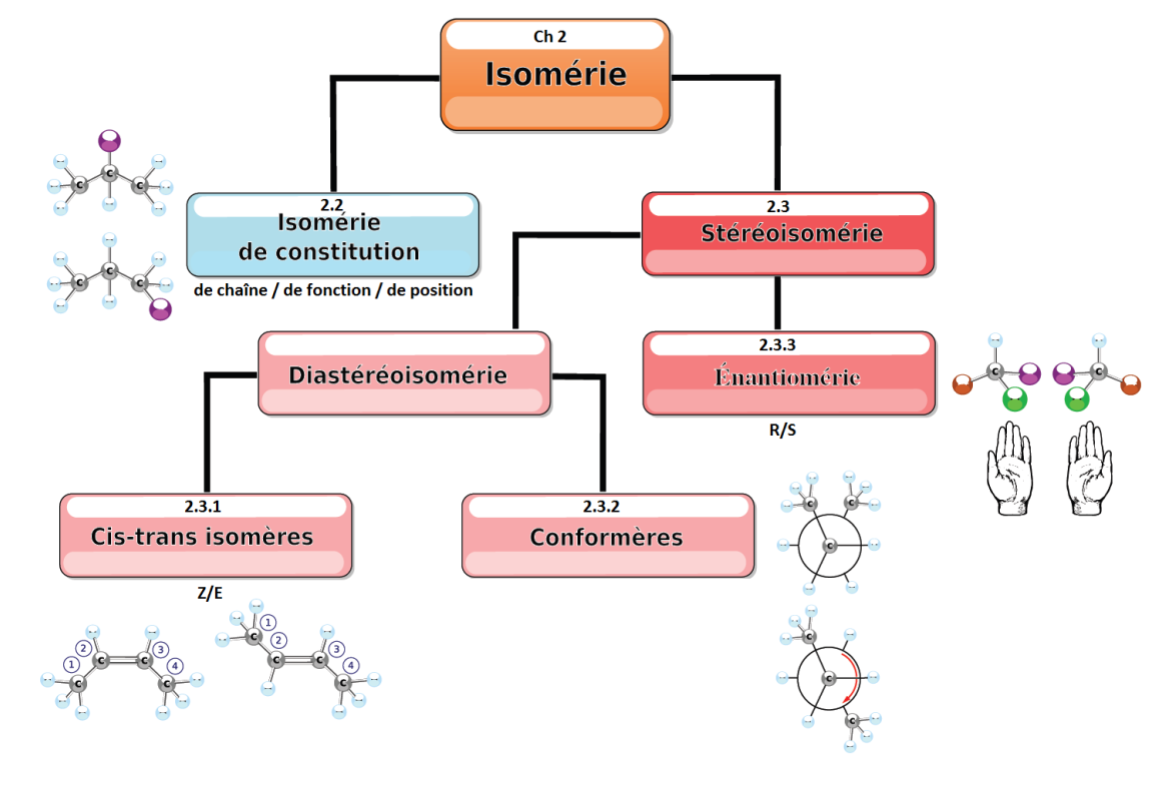 Ch 2
Isomérie
2.2
Isomérie
de constitution
de chaîne / de fonction / de position
2.3
Stéréoisomérie
Diastéréoisomérie
2.3.3
Énantiomérie
R/S
2.3.1
Cis-trans isomères
Z/E
2.3.2
Conformères
C C C
C C C
C C
C C
C
C
C C
C
1 2 3 4
C C C C
1 2 3 4
C C C C